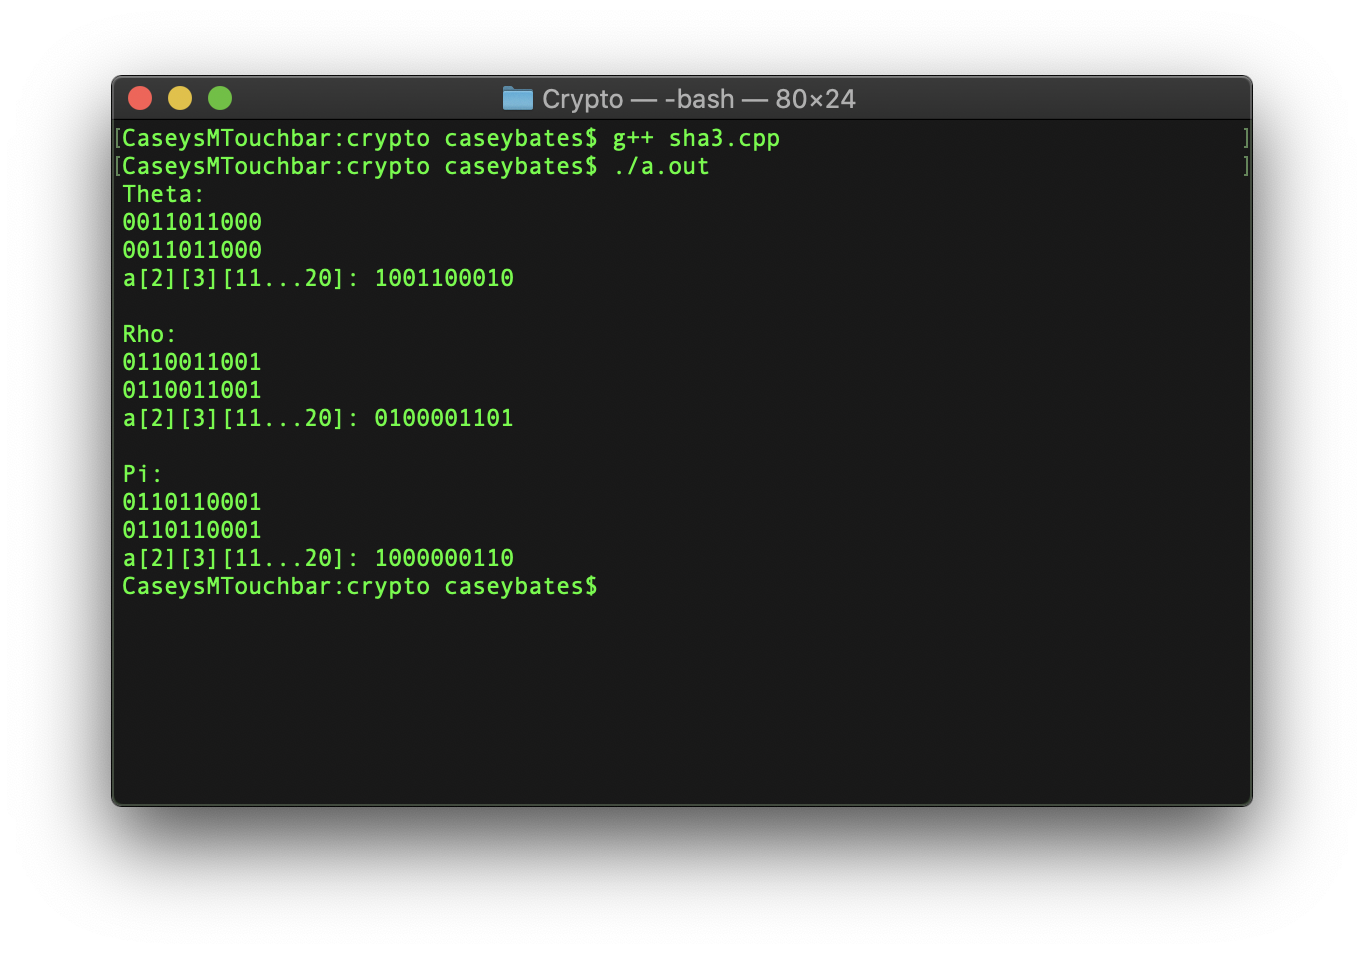 Crypto — -bash — 80×24
[CaseysMTouchbar:crypto caseybates$ g++ sha3.cpp ]
[CaseysMTouchbar:crypto caseybates$ ./a.out ]
Theta:
0011011000
0011011000
a[2][3][11...20]: 1001100010
Rho:
0110011001
0110011001
a[2][3][11...20]: 0100001101
Pi:
0110110001
0110110001
a[2][3][11...20]: 1000000110
CaseysMTouchbar:crypto caseybates$